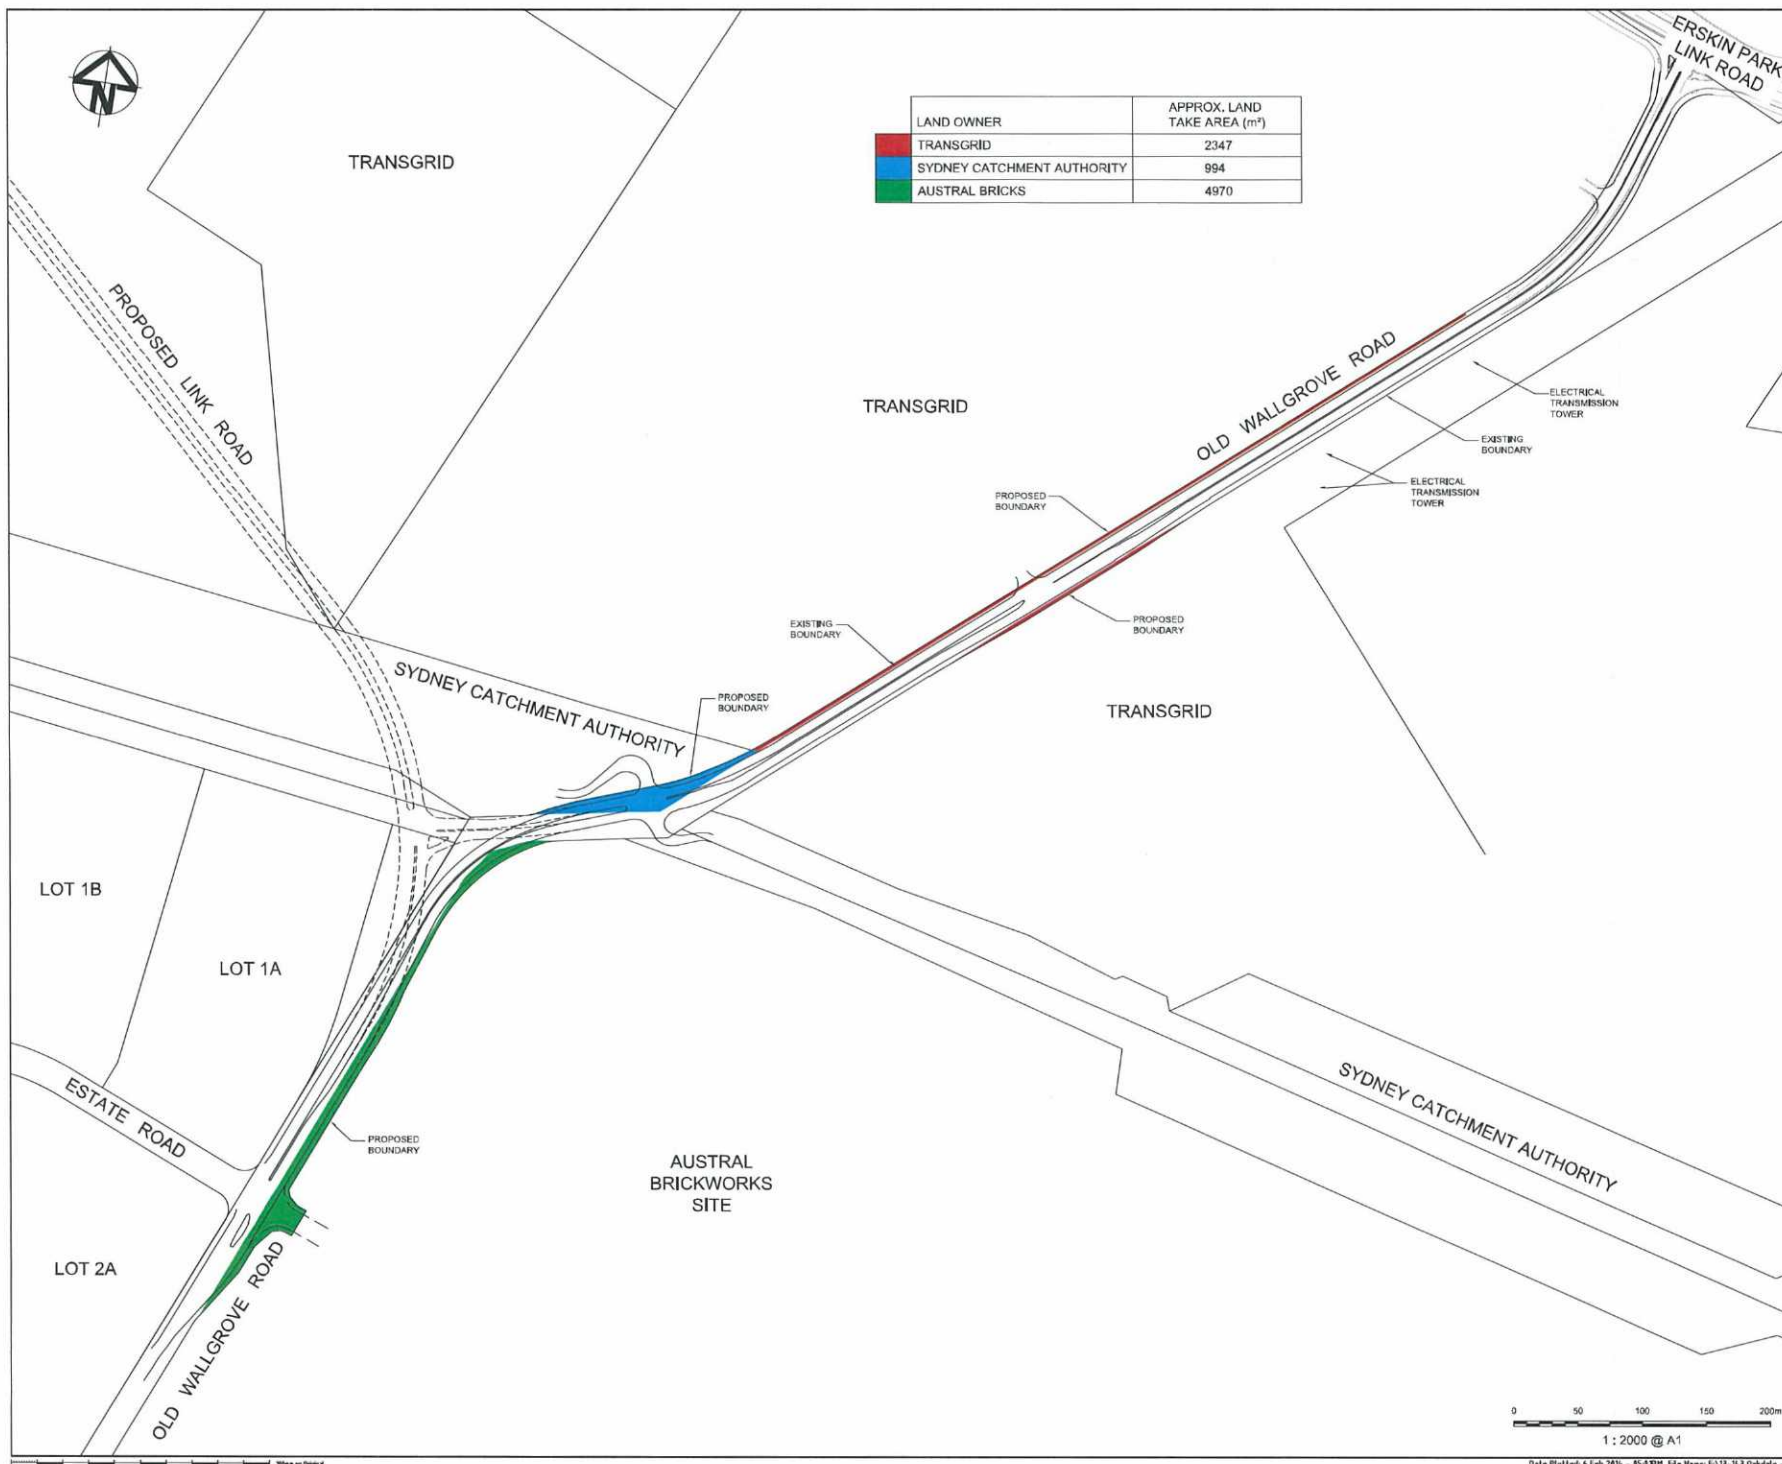 ERSKIN PARK
LINK ROAD
N
LAND OWNER
APPROX. LAND
TAKE AREA (m²)
TRANSGRID 2347
SYDNEY CATCHMENT AUTHORITY 994
AUSTRAL BRICKS 4970
TRANSGRID
PROPOSED LINK ROAD
TRANSGRID
OLD WALLGROVE ROAD
ELECTRICAL
TRANSMISSION
TOWER
EXISTING
BOUNDARY
ELECTRICAL
TRANSMISSION
TOWER
PROPOSED
BOUNDARY
EXISTING
BOUNDARY
PROPOSED
BOUNDARY
SYDNEY CATCHMENT AUTHORITY
PROPOSED
BOUNDARY
TRANSGRID
LOT 1B
LOT 1A
ESTATE ROAD
PROPOSED
BOUNDARY
AUSTRAL
BRICKWORKS
SITE
SYDNEY CATCHMENT AUTHORITY
LOT 2A
OLD WALLGROVE ROAD
0 50 100 150 200m
1 : 2000 @ A1